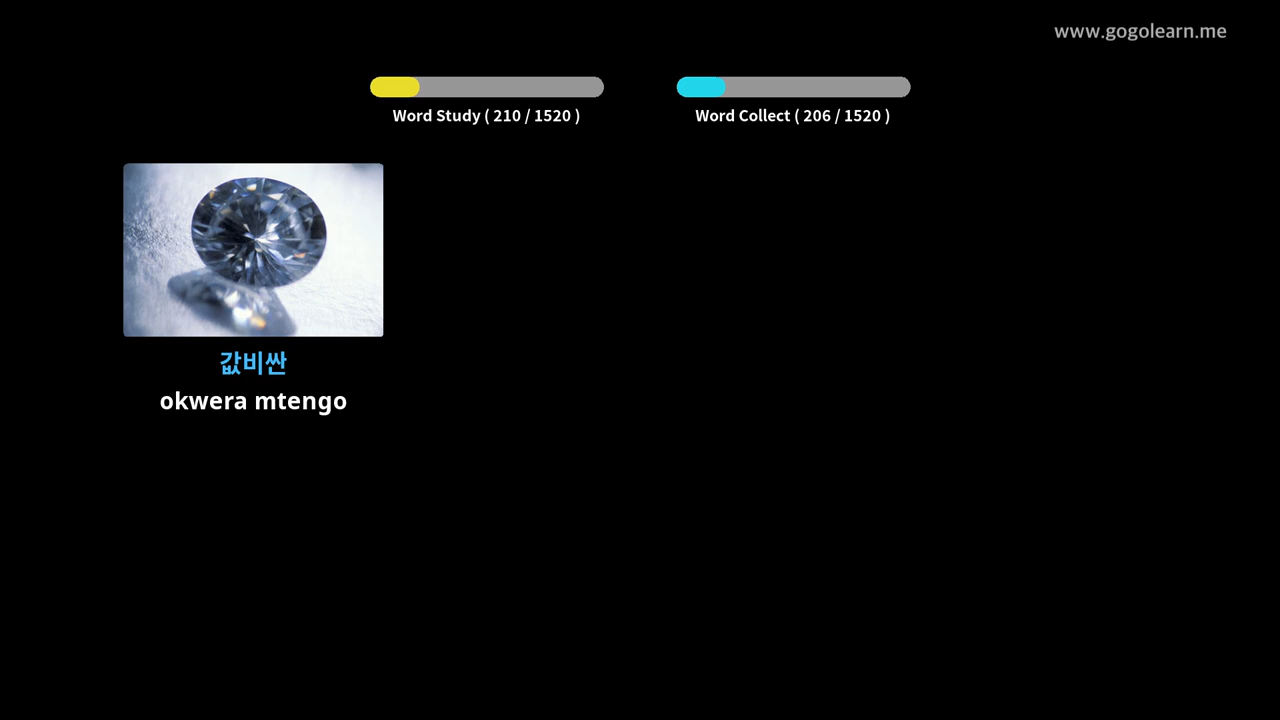 www.gogolearn.me
Word Study ( 210 / 1520 )
Word Collect ( 206 / 1520 )
값비싼
okwera mtengo